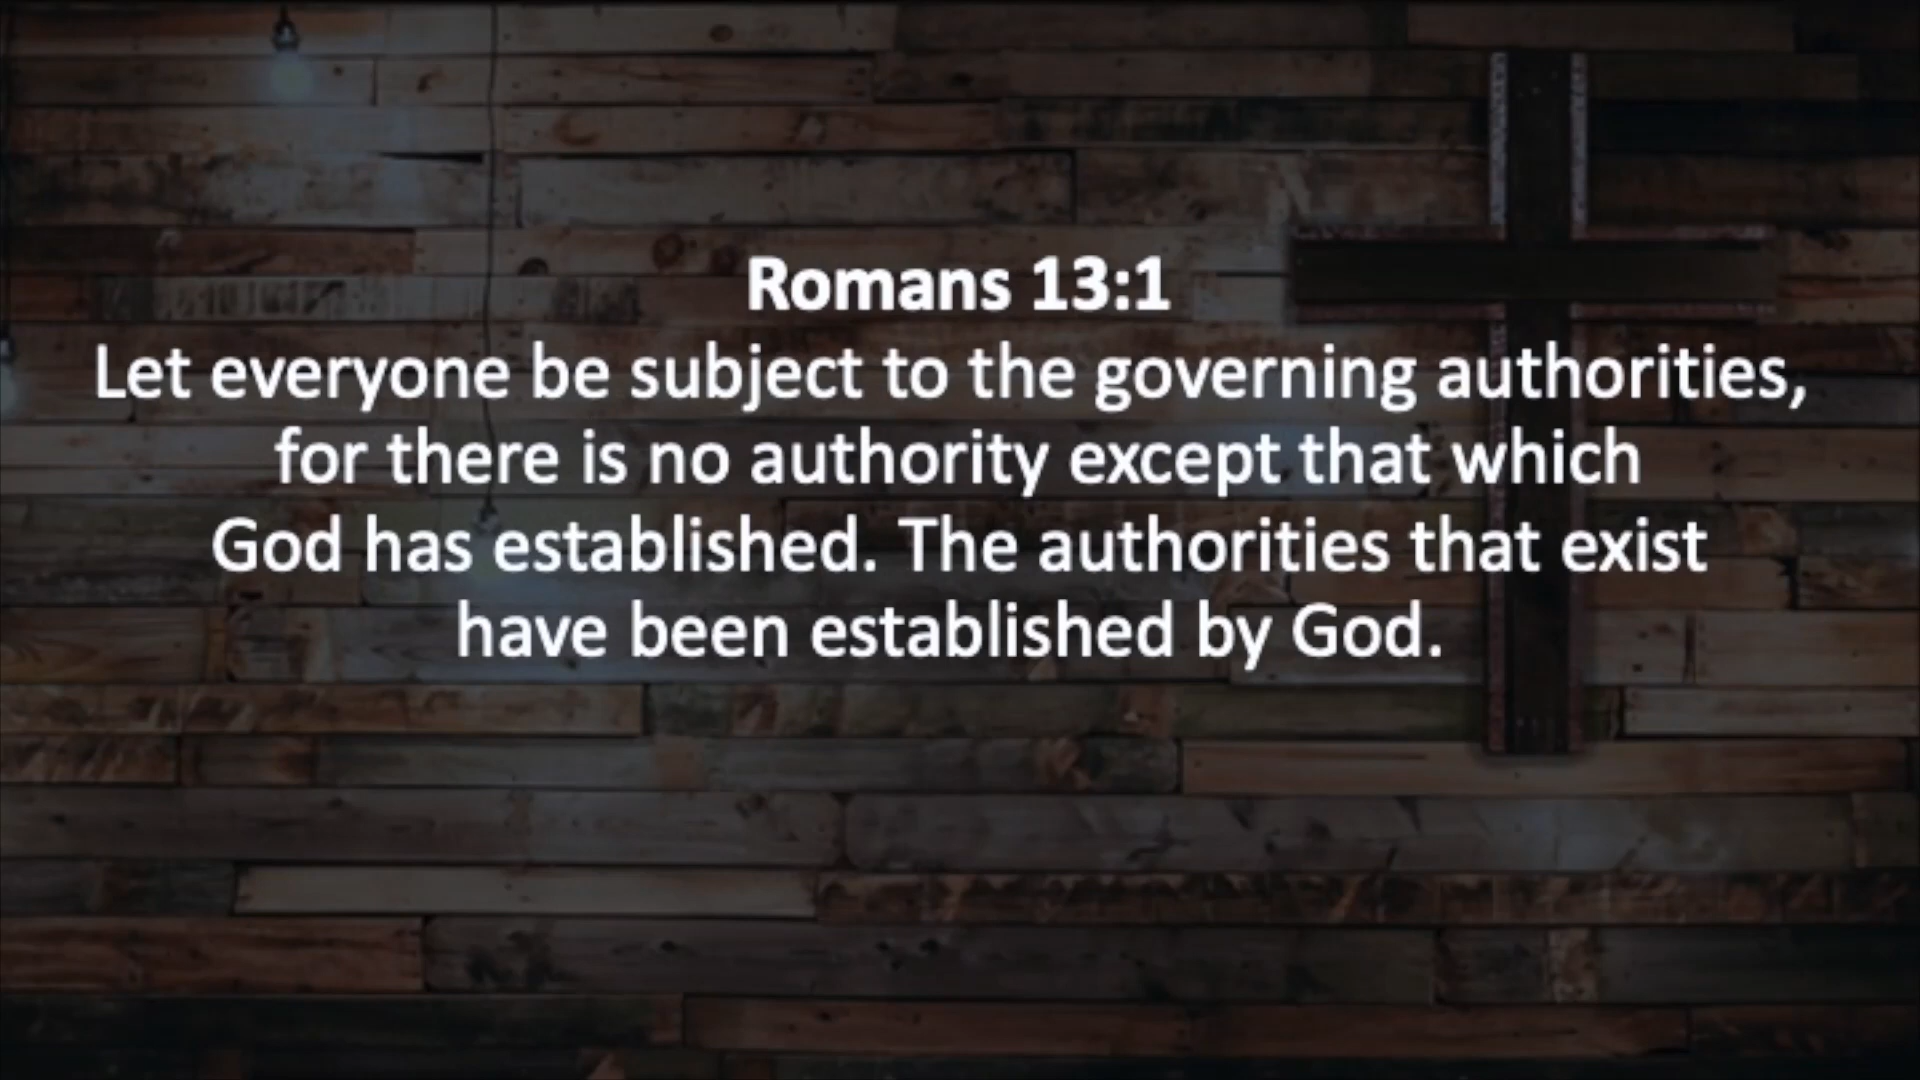 Romans 13:1
Let everyone be subject to the governing authorities,
for there is no authority except that which
God has established. The authorities that exist
have been established by God.